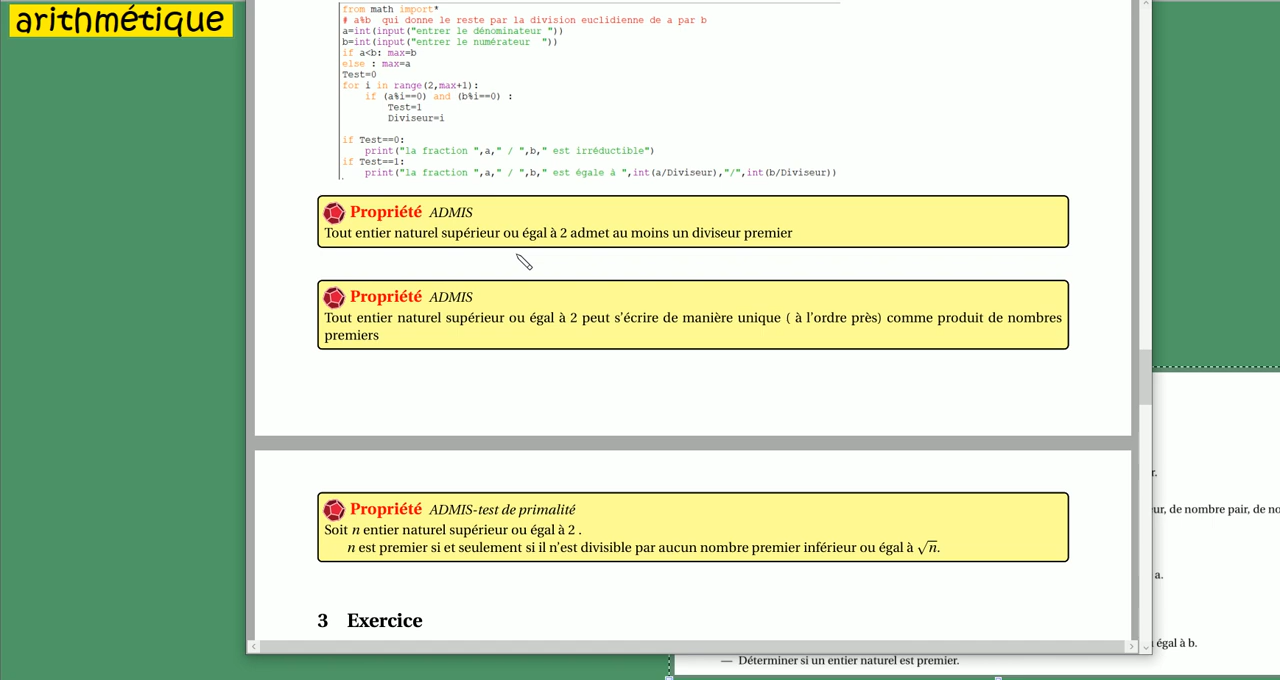 arithmétique
from math import*
# a%b  qui donne le reste par la division euclidienne de a par b
a=int(input("entrer le dénominateur "))
b=int(input("entrer le numérateur  "))
if a<b: max=b
else : max=a
Test=0
for i in range(2,max+1):
    if (a%i==0) and (b%i==0) :
        Test=1
        Diviseur=i
if Test==0:
    print("la fraction ",a," / ",b," est irréductible")
if Test==1:
    print("la fraction ",a," / ",b," est égale à ",int(a/Diviseur),"/",int(b/Diviseur))
Propriété ADMIS
Tout entier naturel supérieur ou égal à 2 admet au moins un diviseur premier
Propriété ADMIS
Tout entier naturel supérieur ou égal à 2 peut s'écrire de manière unique ( à l'ordre près) comme produit de nombres
premiers
Propriété ADMIS-test de primalité
Soit n entier naturel supérieur ou égal à 2 .
n est premier si et seulement si il n'est divisible par aucun nombre premier inférieur ou égal à √n.
3 Exercice
r.
eur, de nombre pair, de no
a.
égal à b.
— Déterminer si un entier naturel est premier.